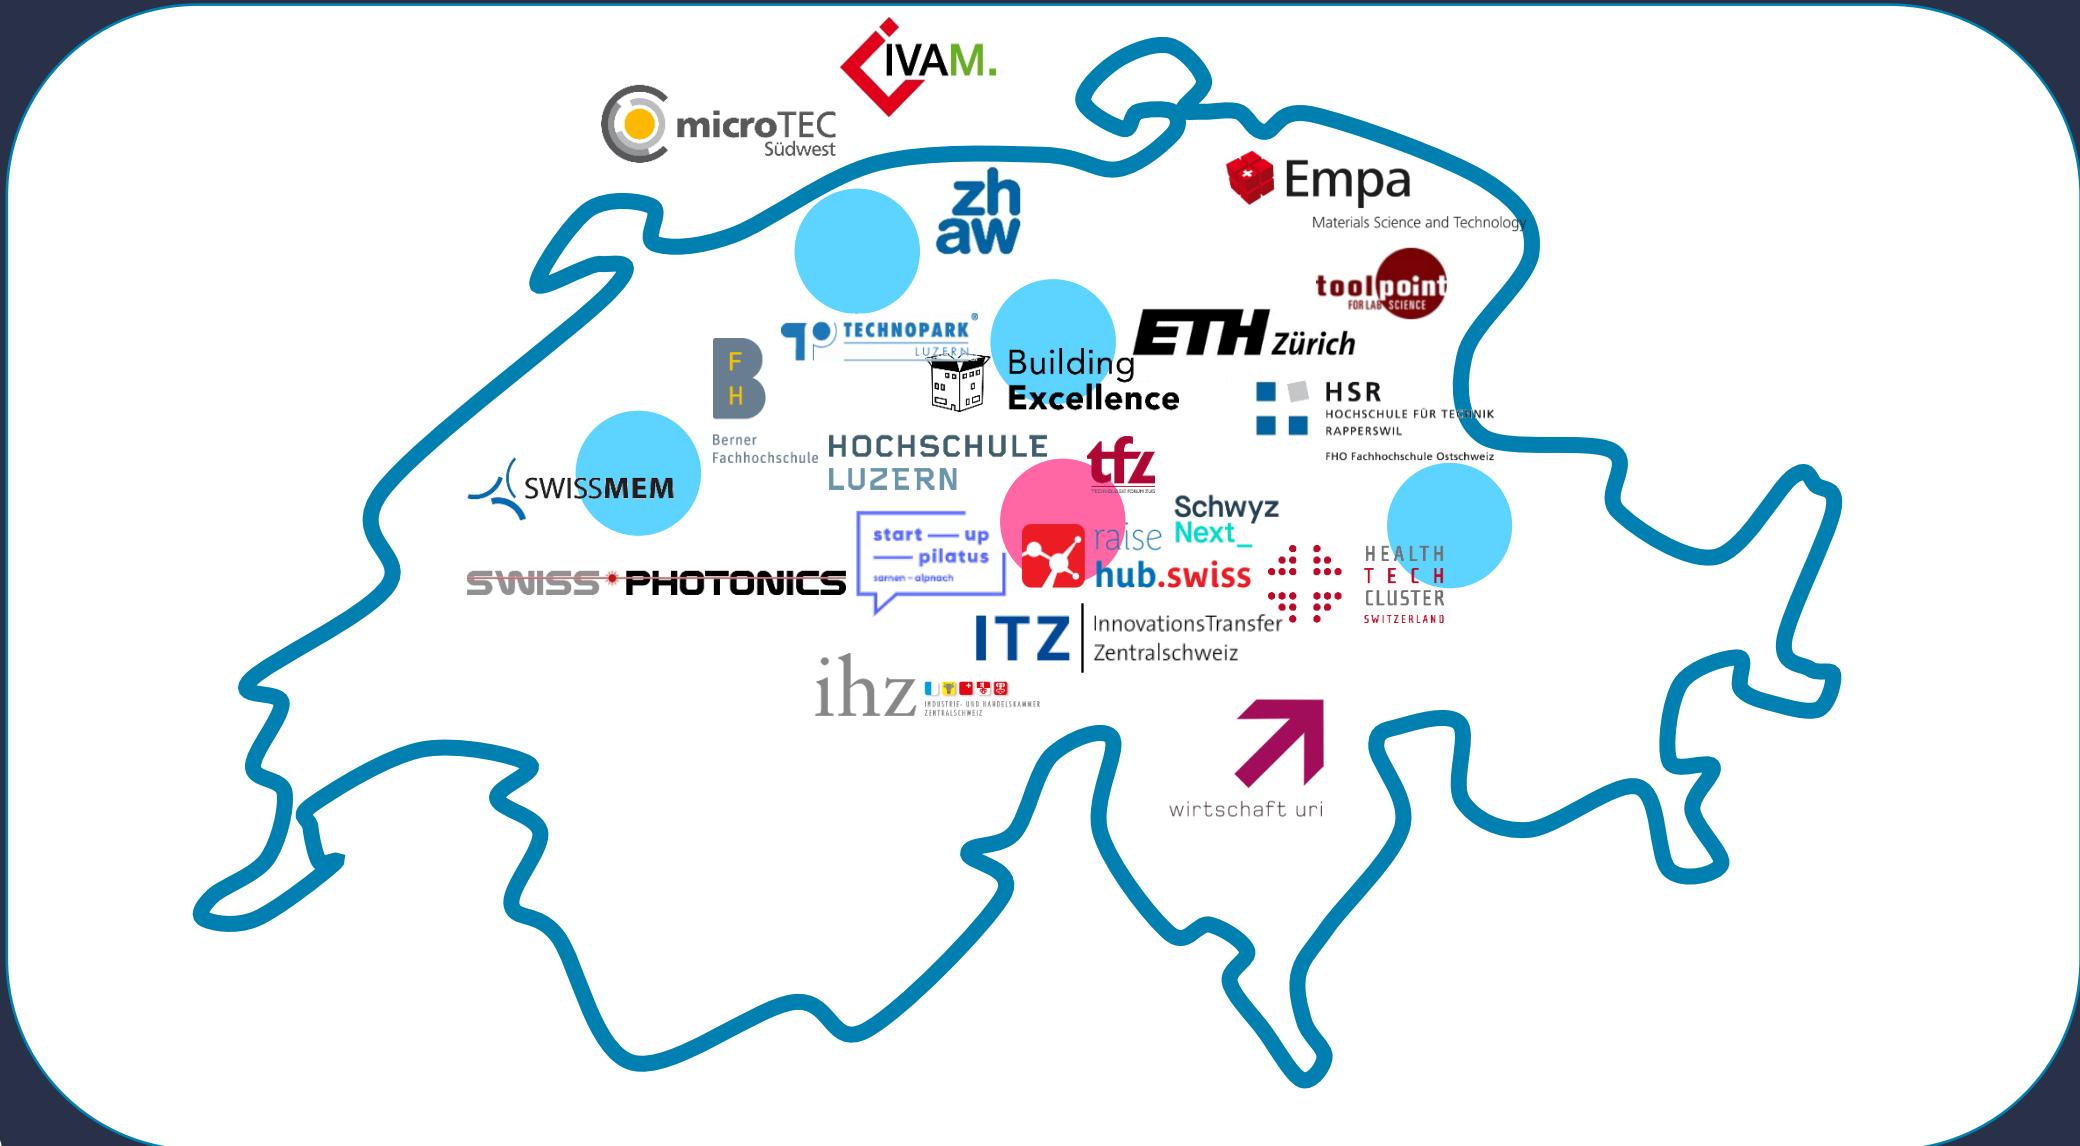 IVAM.
microTEC
Südwest
zh
aw
Empa
Materials Science and Technology
toolpoint
FOR LAB SCIENCE
TECHNOPARK®
LUZERN
ETH Zürich
Building
Excellence
F
B
H
Berner
Fachhochschule
HSR
HOCHSCHULE FÜR TECHNIK
RAPPERSWIL
FHO Fachhochschule Ostschweiz
HOCHSCHULE
LUZERN
tfz
TECHNOLOGIE FORUM ZUG
SWISSMEM
Schwyz
Next_
start — up
— pilatus
sarnen – alpnach
raise
hub.swiss
HEALTH
TECH
CLUSTER
SWITZERLAND
SWISS*PHOTONICS
ITZ
InnovationsTransfer
Zentralschweiz
ihz
INDUSTRIE- UND HANDELSKAMMER
ZENTRALSCHWEIZ
wirtschaft uri